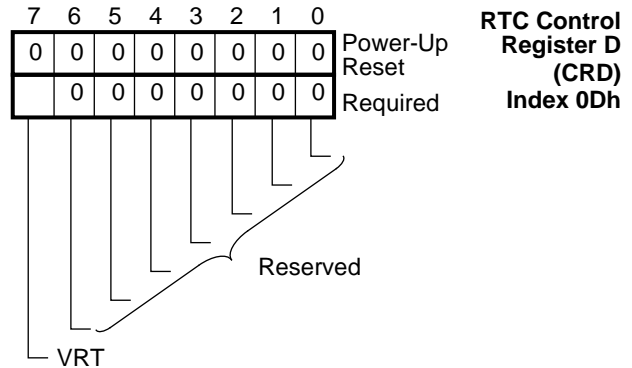 7 6 5 4 3 2 1 0
0 0 0 0 0 0 0 0 Power-Up Reset
0 0 0 0 0 0 0 Required
RTC Control
Register D
(CRD)
Index 0Dh
Reserved
VRT